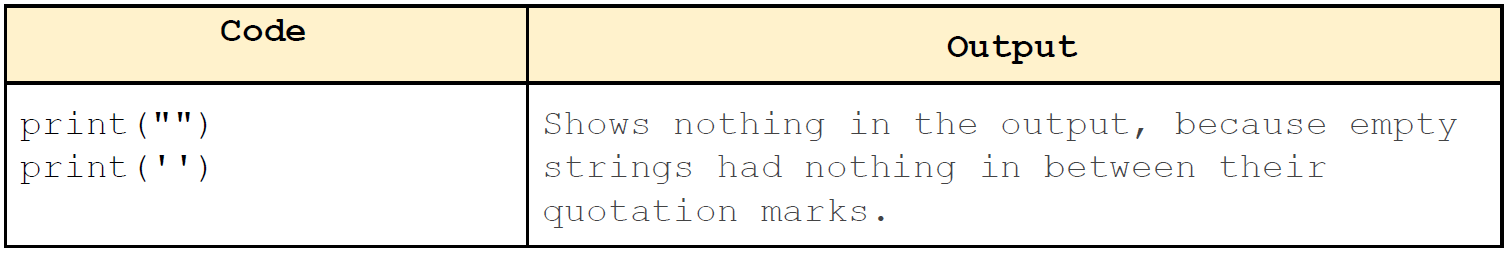 Code
Output
print("")
print('')
Shows nothing in the output, because empty
strings had nothing in between their
quotation marks.